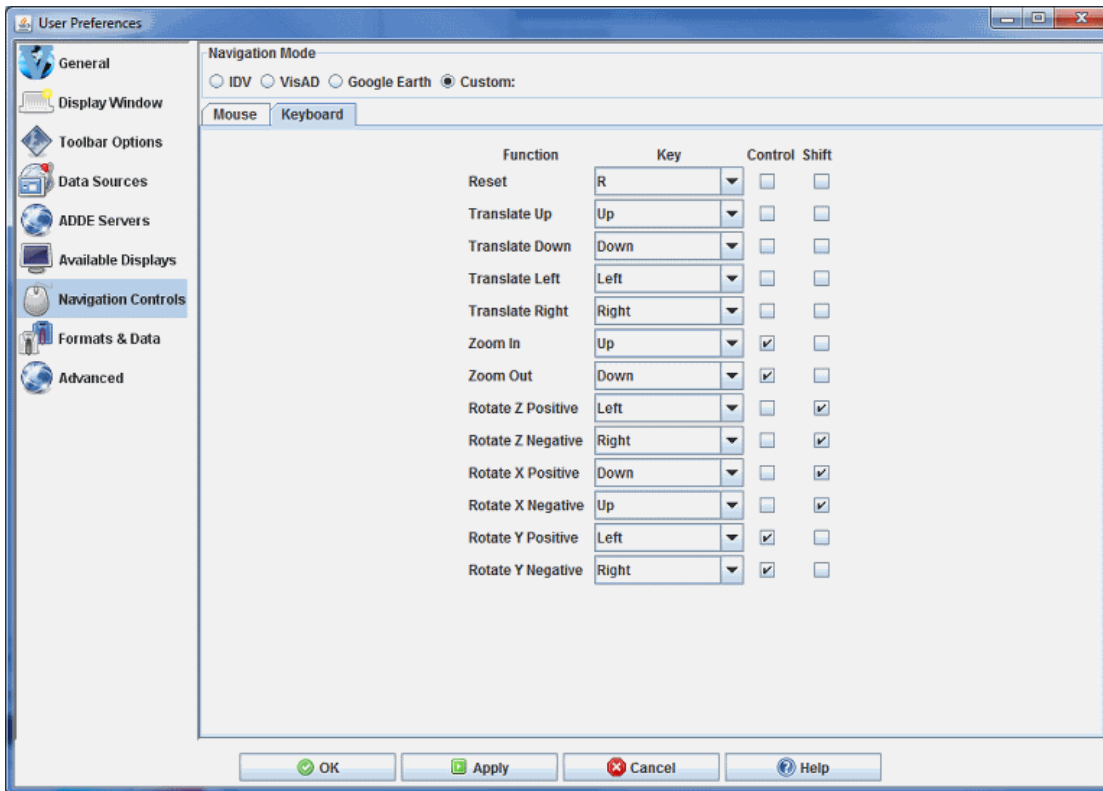 User Preferences
General
Display Window
Toolbar Options
Data Sources
ADDE Servers
Available Displays
Navigation Controls
Formats & Data
Advanced
Navigation Mode
IDV VisAD Google Earth Custom:
Mouse Keyboard
Function Key Control Shift
Reset R
Translate Up Up
Translate Down Down
Translate Left Left
Translate Right Right
Zoom In Up
Zoom Out Down
Rotate Z Positive Left
Rotate Z Negative Right
Rotate X Positive Down
Rotate X Negative Up
Rotate Y Positive Left
Rotate Y Negative Right
OK Apply Cancel Help